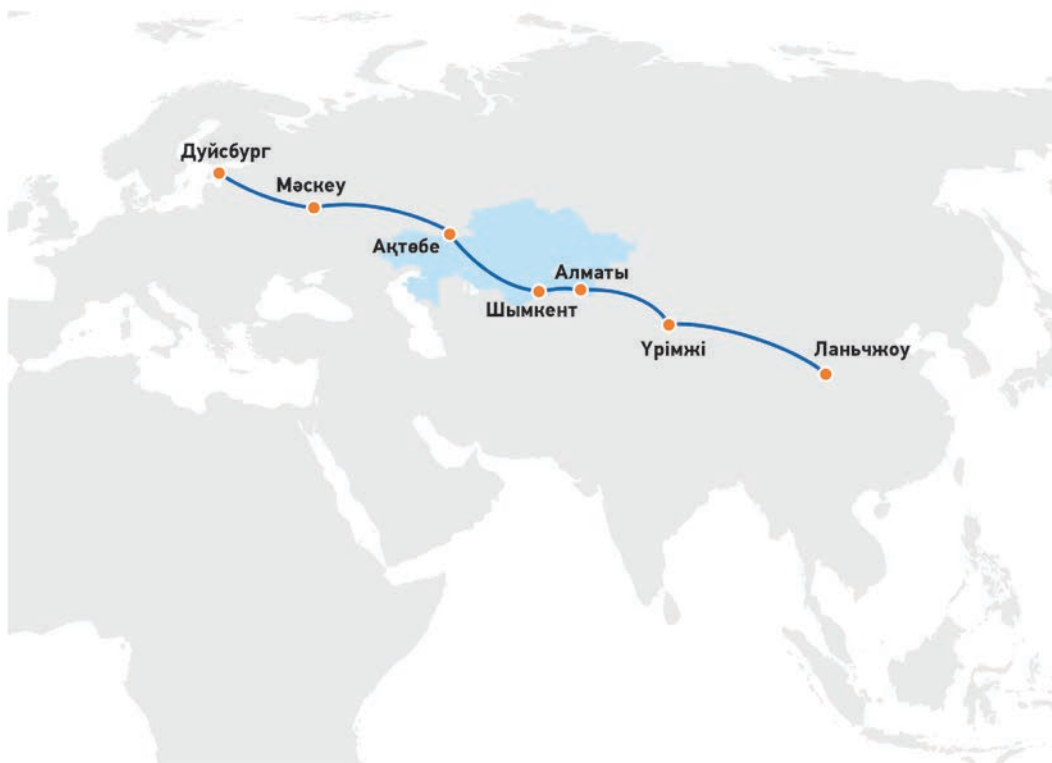 Дуйсбург
Мәскеу
Ақтөбе
Алматы
Шымкент
Үрімжі
Ланьчжоу